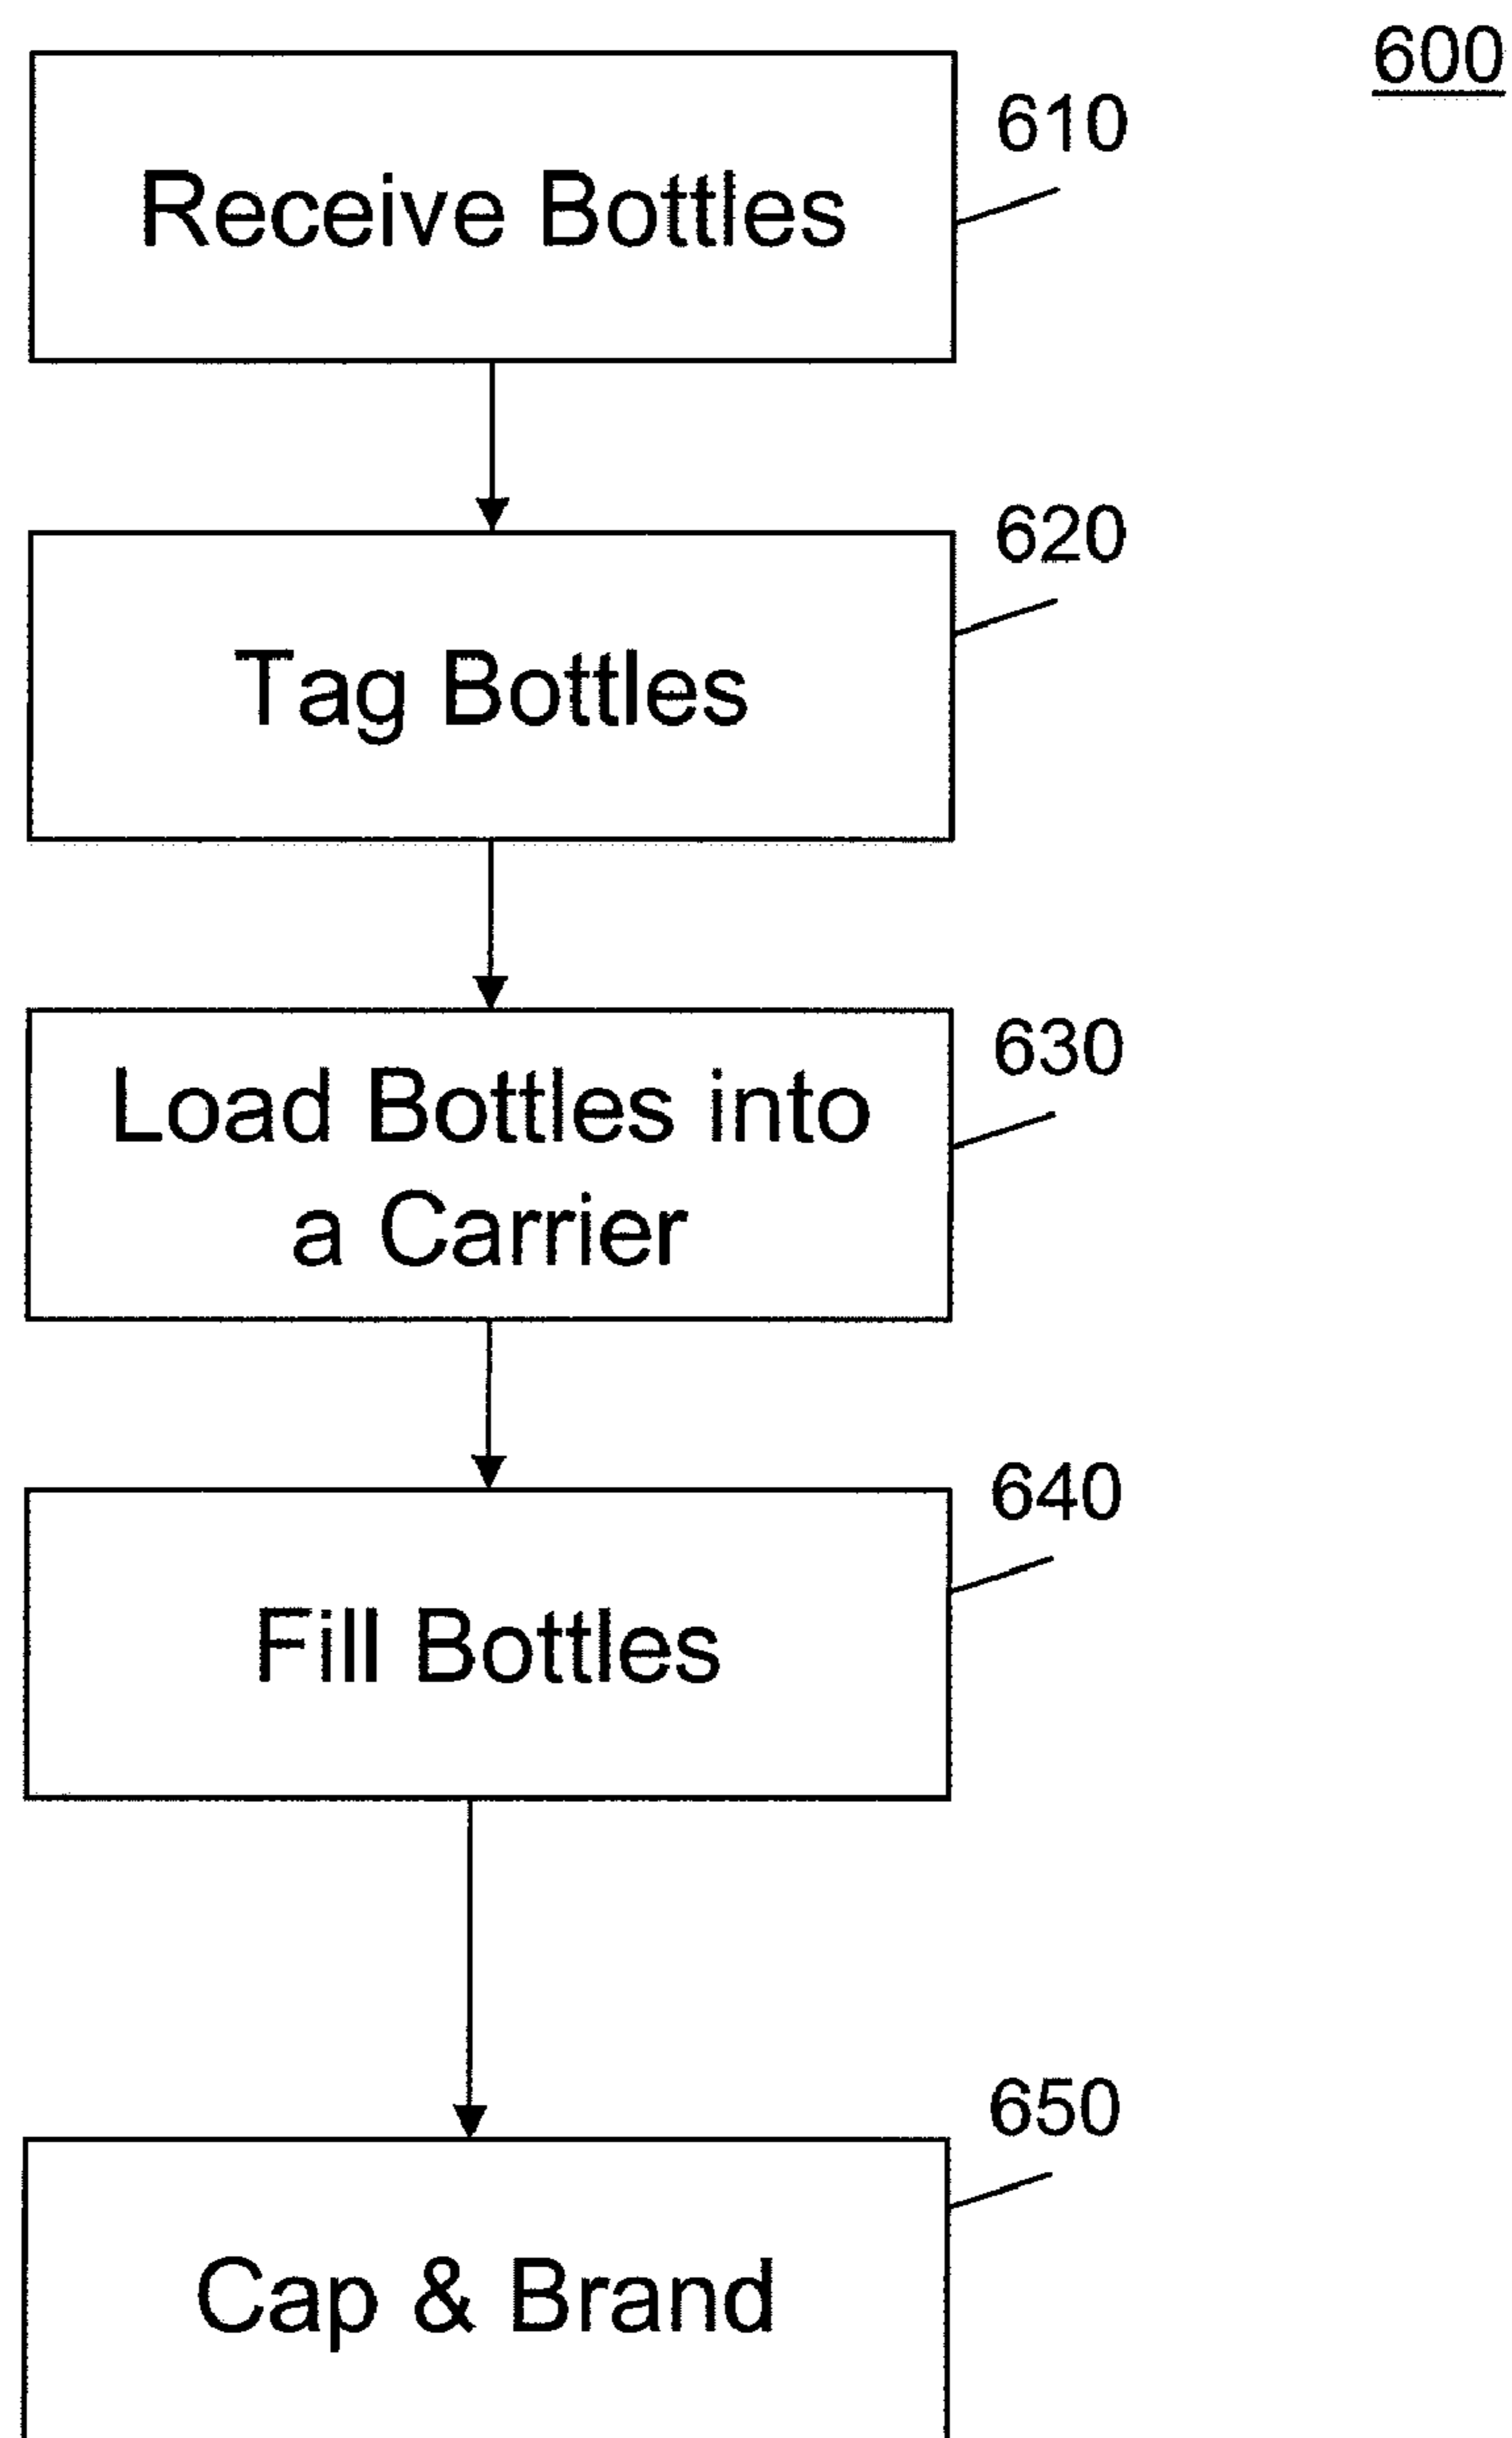 600
610
Receive Bottles
620
Tag Bottles
630
Load Bottles into
a Carrier
640
Fill Bottles
650
Cap & Brand